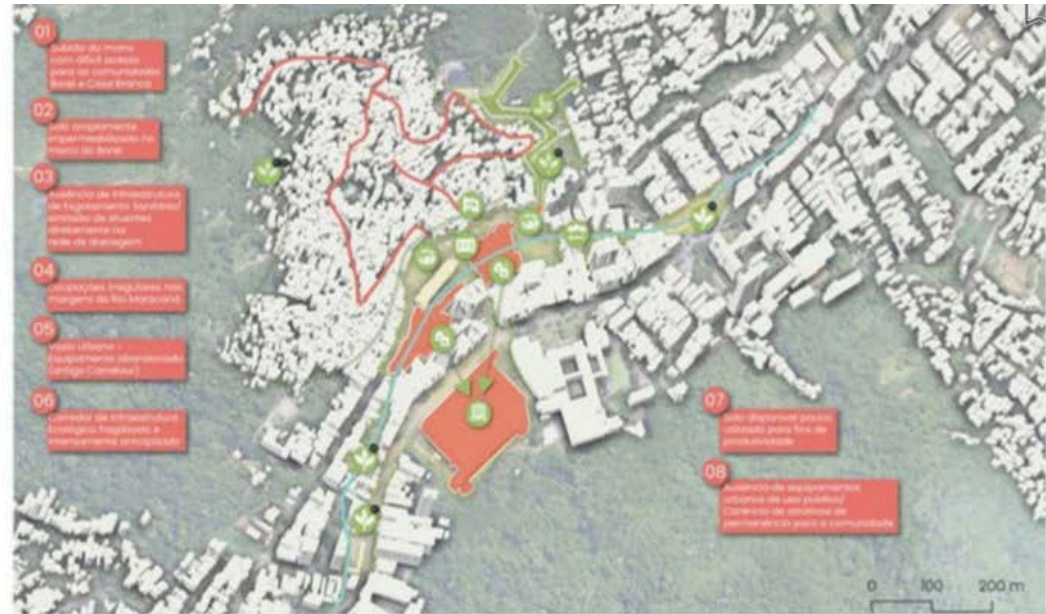 01
Subida do morro
com difícil acesso
para as comunidades
Borel e Casa Branca
02
Solo amplamente
impermeabilizado no
morro do Borel
03
Ausência de infraestrutura
de Esgotamento Sanitário/
emissão de efluentes
diretamente na
rede de drenagem
04
Ocupações irregulares nas
margens do Rio Maracanã
05
Vazio urbano -
Equipamento abandonado
(antigo Carrefour)
06
Corredor de Infraestrutura
Ecológica fragilizado e
intensamente antropizado
07
Solo disponível pouco
utilizado para fins de
produtividade
08
Ausência de equipamentos
urbanos de uso público/
Carência de atrativos de
permanência para a comunidade
0 100 200 m